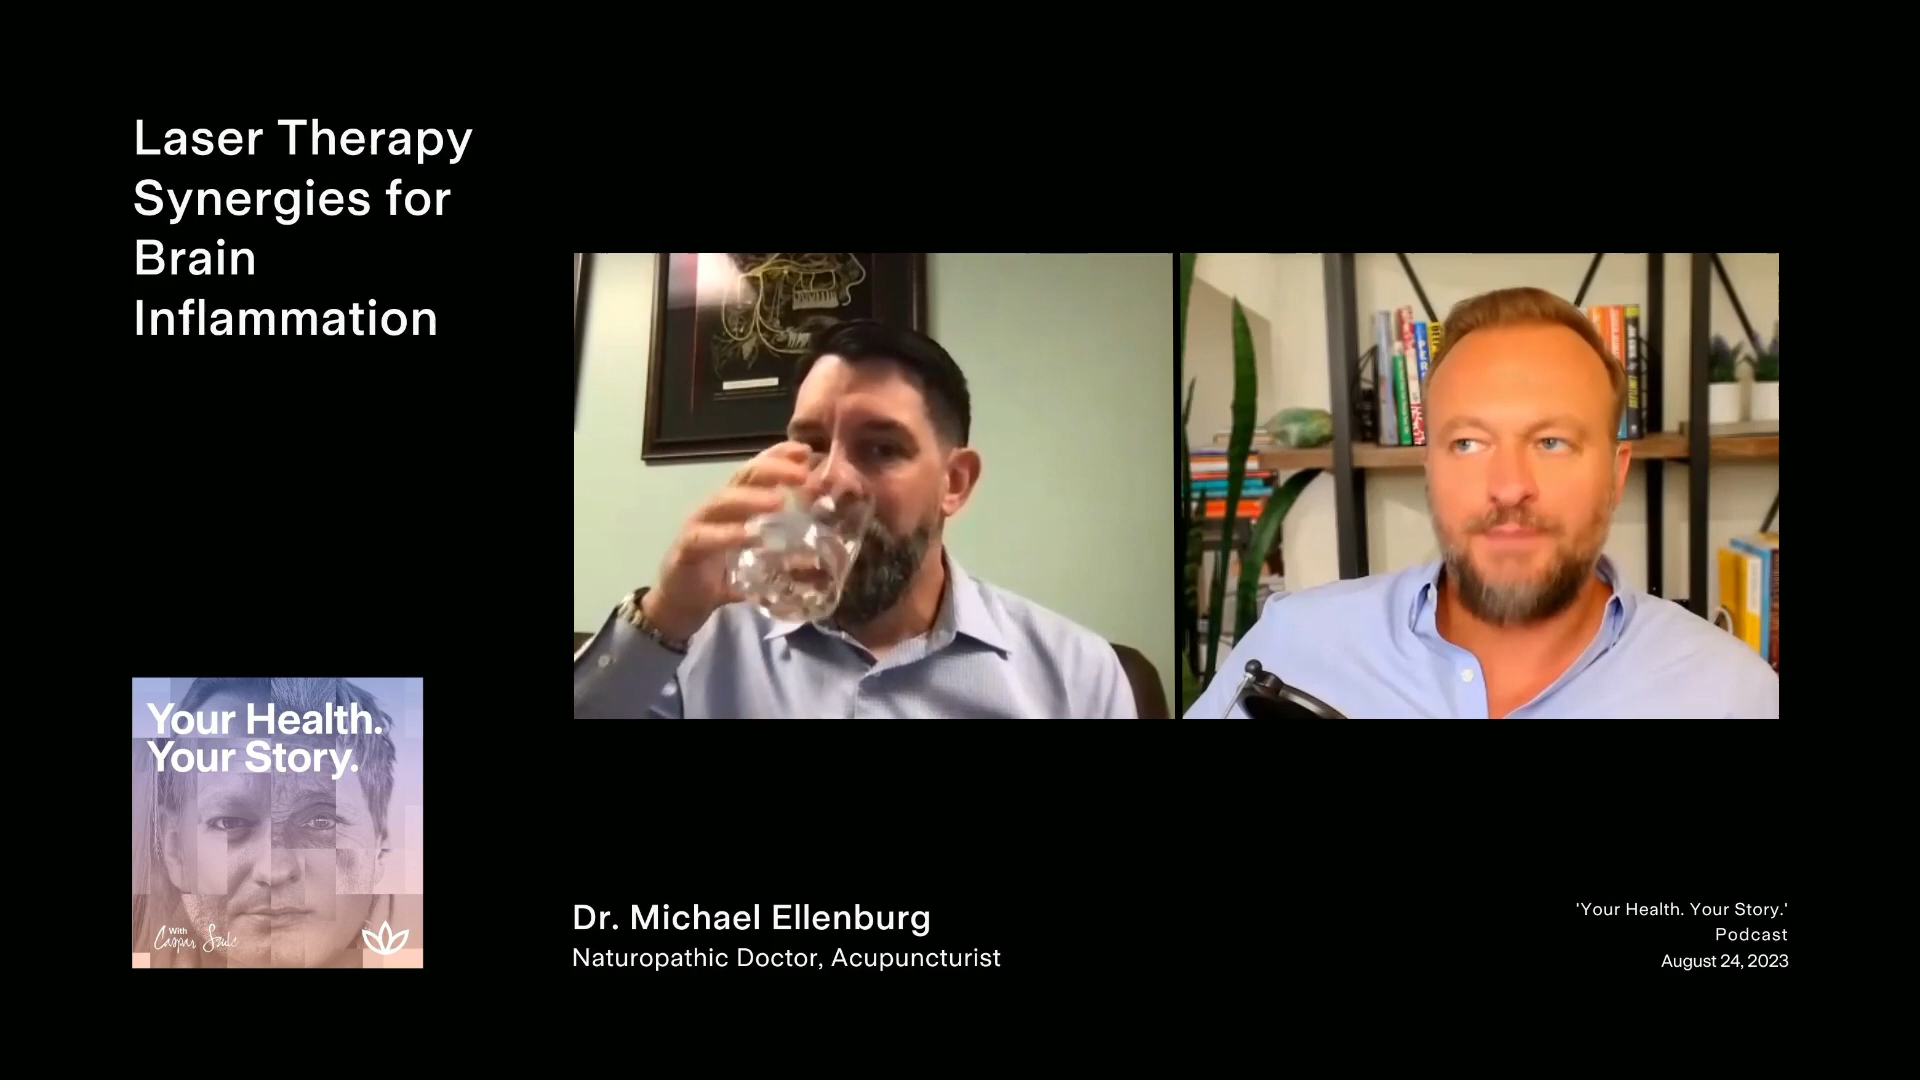 Laser Therapy
Synergies for
Brain
Inflammation
Your Health.
Your Story.
With
Dr. Michael Ellenburg
Naturopathic Doctor, Acupuncturist
'Your Health. Your Story.'
Podcast
August 24, 2023